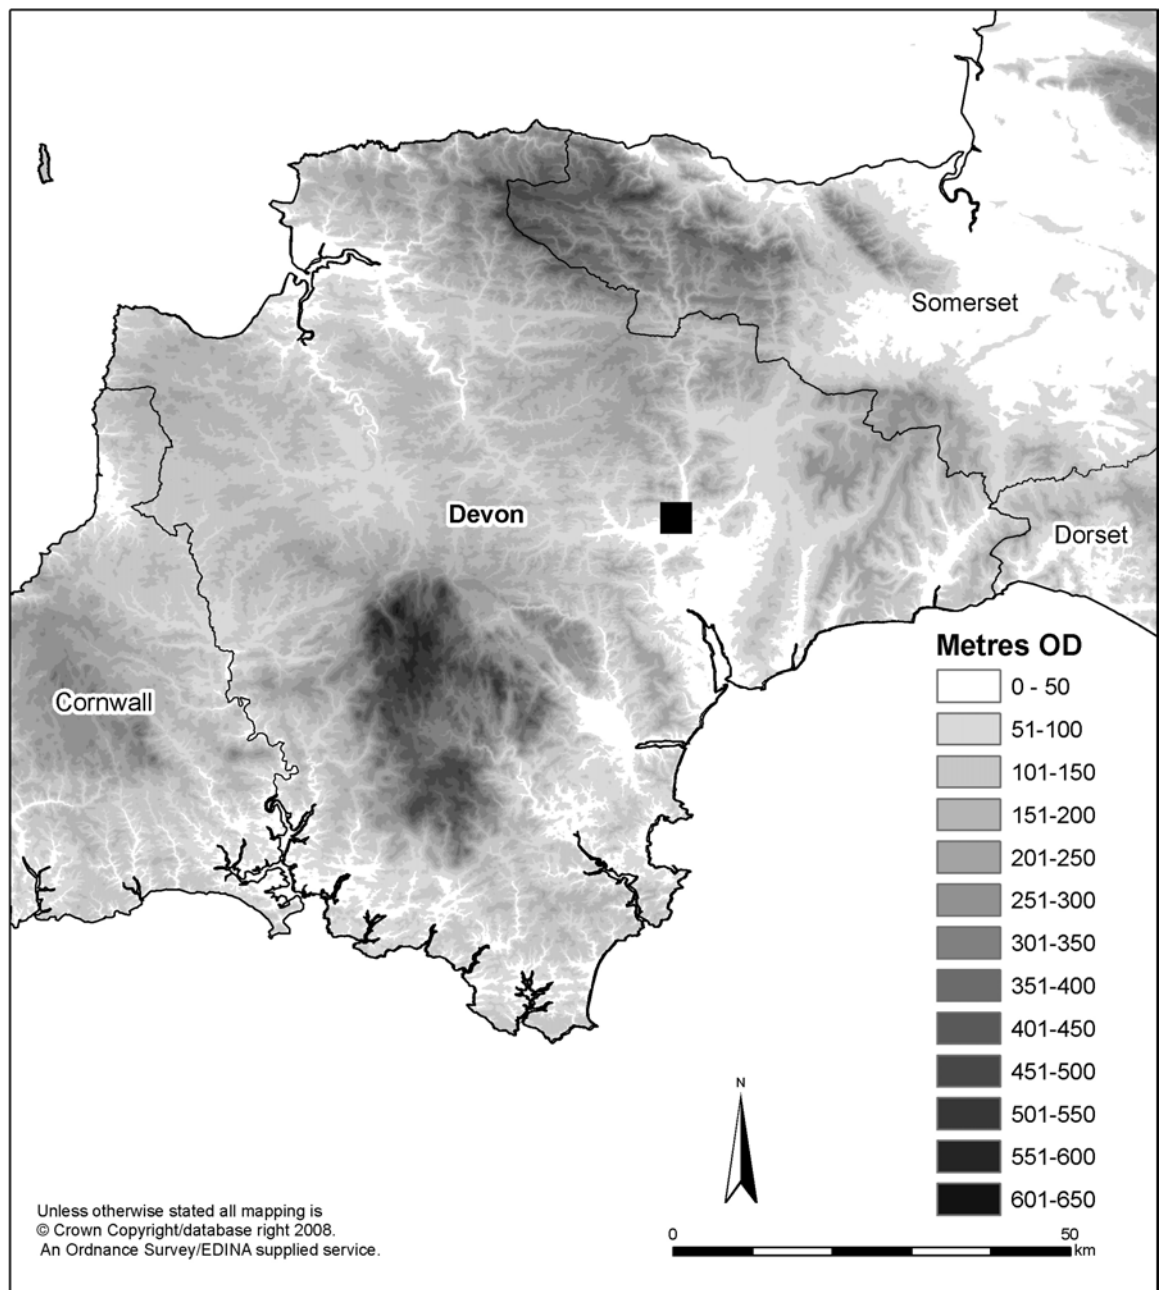 Somerset
Devon
Dorset
Cornwall
Metres OD
0 - 50
51-100
101-150
151-200
201-250
251-300
301-350
351-400
401-450
451-500
501-550
551-600
601-650
N
0 50
km
Unless otherwise stated all mapping is
© Crown Copyright/database right 2008.
An Ordnance Survey/EDINA supplied service.